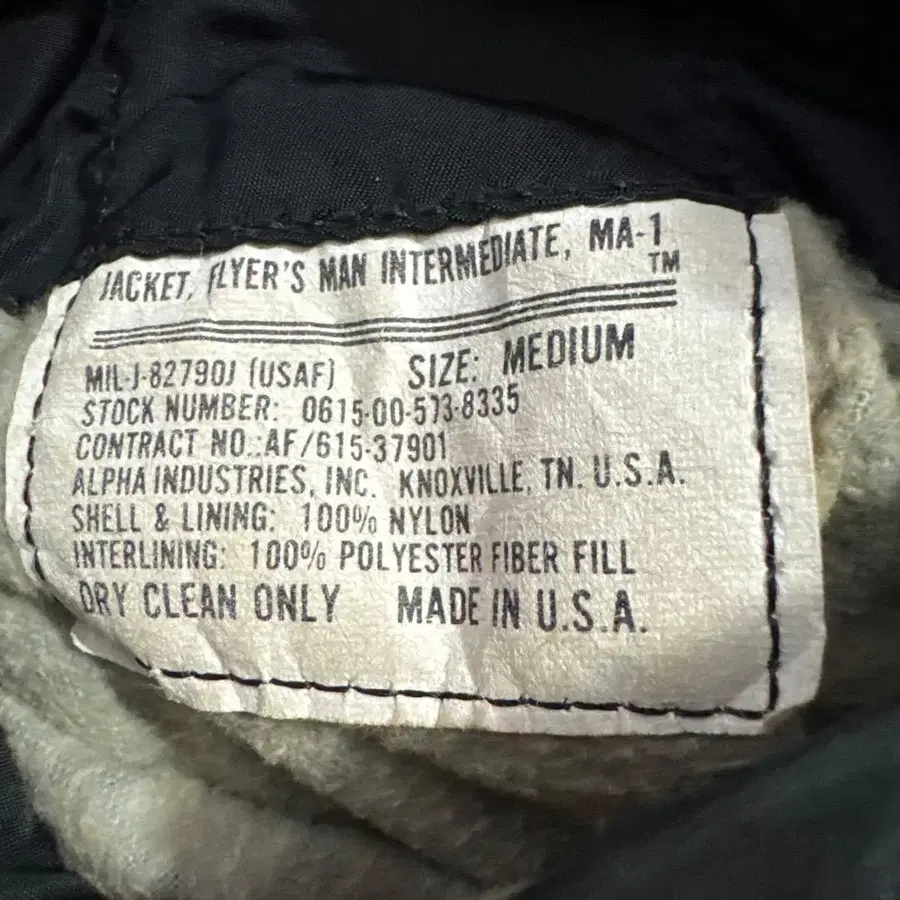 JACKET, FLYER'S MAN INTERMEDIATE, MA-1
TM
MIL-J-82790J (USAF) SIZE: MEDIUM
STOCK NUMBER: 0615-00-573-8335
CONTRACT NO.:AF/615-37901
ALPHA INDUSTRIES, INC. KNOXVILLE, TN. U.S.A.
SHELL & LINING: 100% NYLON
INTERLINING: 100% POLYESTER FIBER FILL
DRY CLEAN ONLY MADE IN U.S.A.